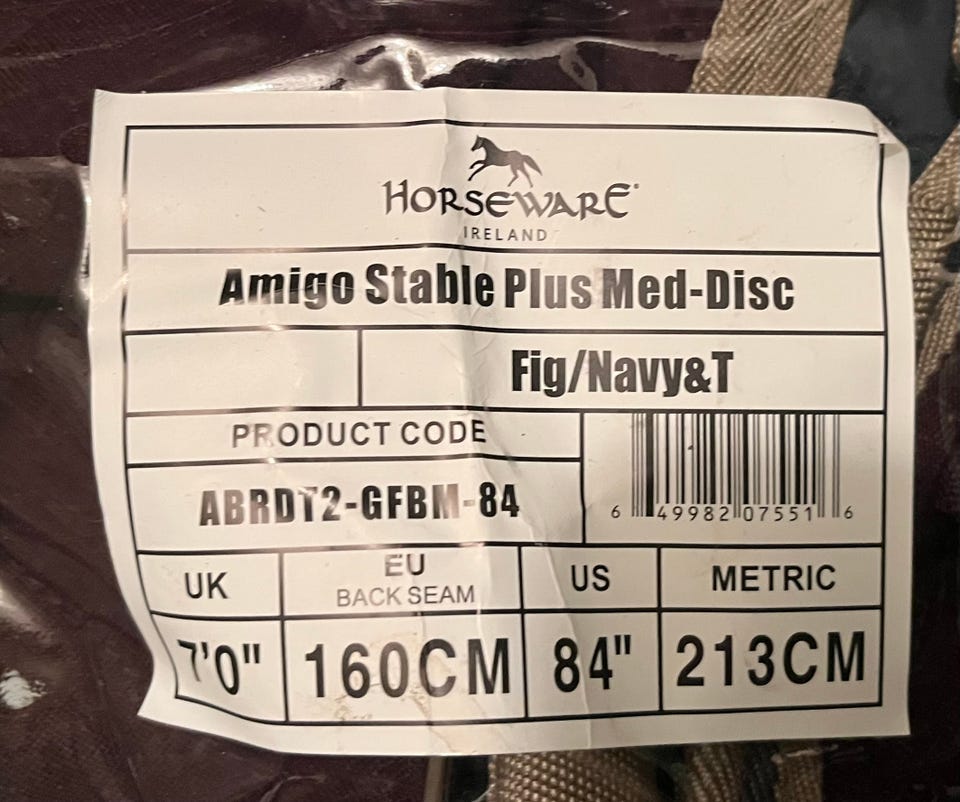 HORSEWARE®
IRELAND
Amigo Stable Plus Med-Disc
Fig/Navy&T
PRODUCT CODE
ABRDT2-GFBM-84
6 49982 07551 6
UK
EU
BACK SEAM
US
METRIC
7'0"
160CM
84"
213CM